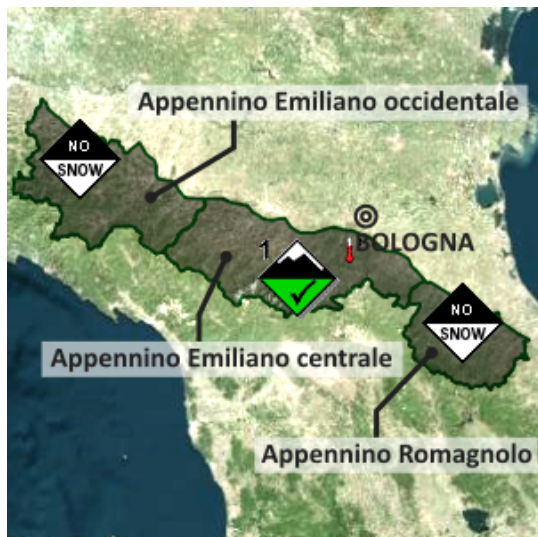 Appennino Emiliano occidentale
NO
SNOW
BOLOGNA
1
NO
SNOW
Appennino Emiliano centrale
Appennino Romagnolo